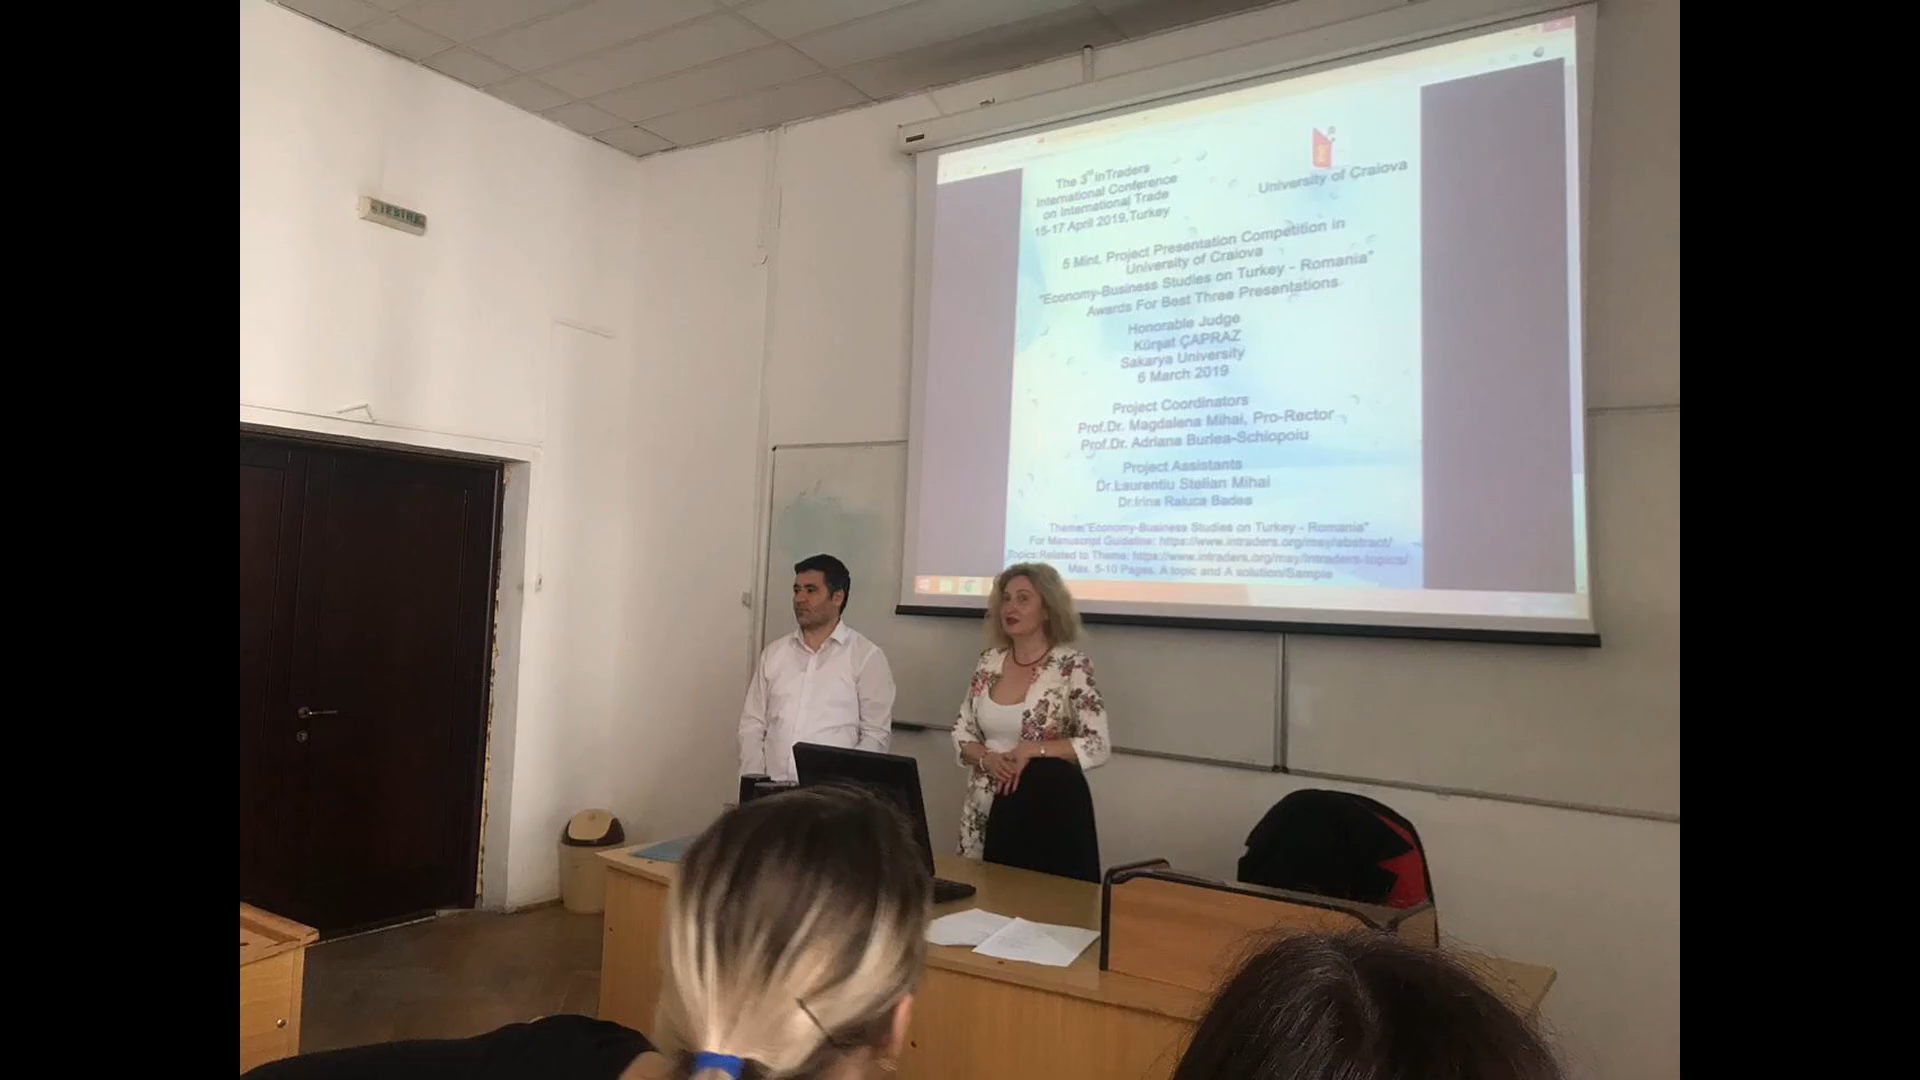 IESIRE
The 3rd InTraders
International Conference
on International Trade
15-17 April 2019,Turkey
University of Craiova
5 Mint. Project Presentation Competition in
University of Craiova
"Economy-Business Studies on Turkey - Romania"
Awards For Best Three Presentations
Honorable Judge
Kürşat ÇAPRAZ
Sakarya University
6 March 2019
Project Coordinators
Prof.Dr. Magdalena Mihai, Pro-Rector
Prof.Dr. Adriana Burlea-Schiopoiu
Project Assistants
Dr.Laurentiu Stelian Mihai
Dr.Irina Raluca Badea
Theme:"Economy-Business Studies on Turkey - Romania"
For Manuscript Guideline: https://www.intraders.org/may/abstract/
Topics Related to Theme: https://www.intraders.org/may/intraders-topics/
Max. 5-10 Pages. A topic and A solution/Sample